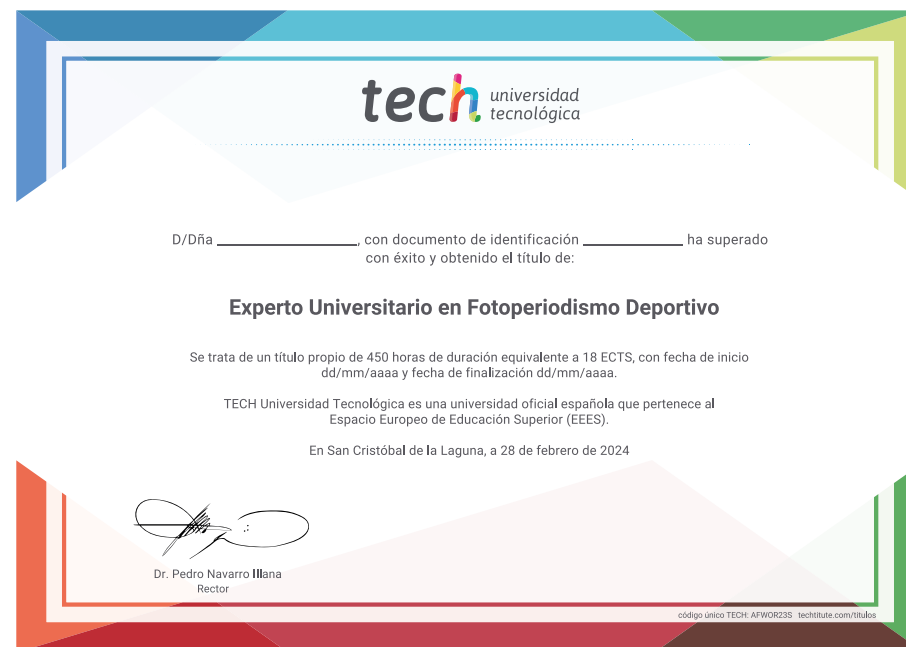 tech universidad
tecnológica
D/Dña ____________________, con documento de identificación ______________ ha superado
con éxito y obtenido el título de:
Experto Universitario en Fotoperiodismo Deportivo
Se trata de un título propio de 450 horas de duración equivalente a 18 ECTS, con fecha de inicio
dd/mm/aaaa y fecha de finalización dd/mm/aaaa.
TECH Universidad Tecnológica es una universidad oficial española que pertenece al
Espacio Europeo de Educación Superior (EEES).
En San Cristóbal de la Laguna, a 28 de febrero de 2024
Dr. Pedro Navarro Illana
Rector
código único TECH: AFWOR23S techtitute.com/titulos